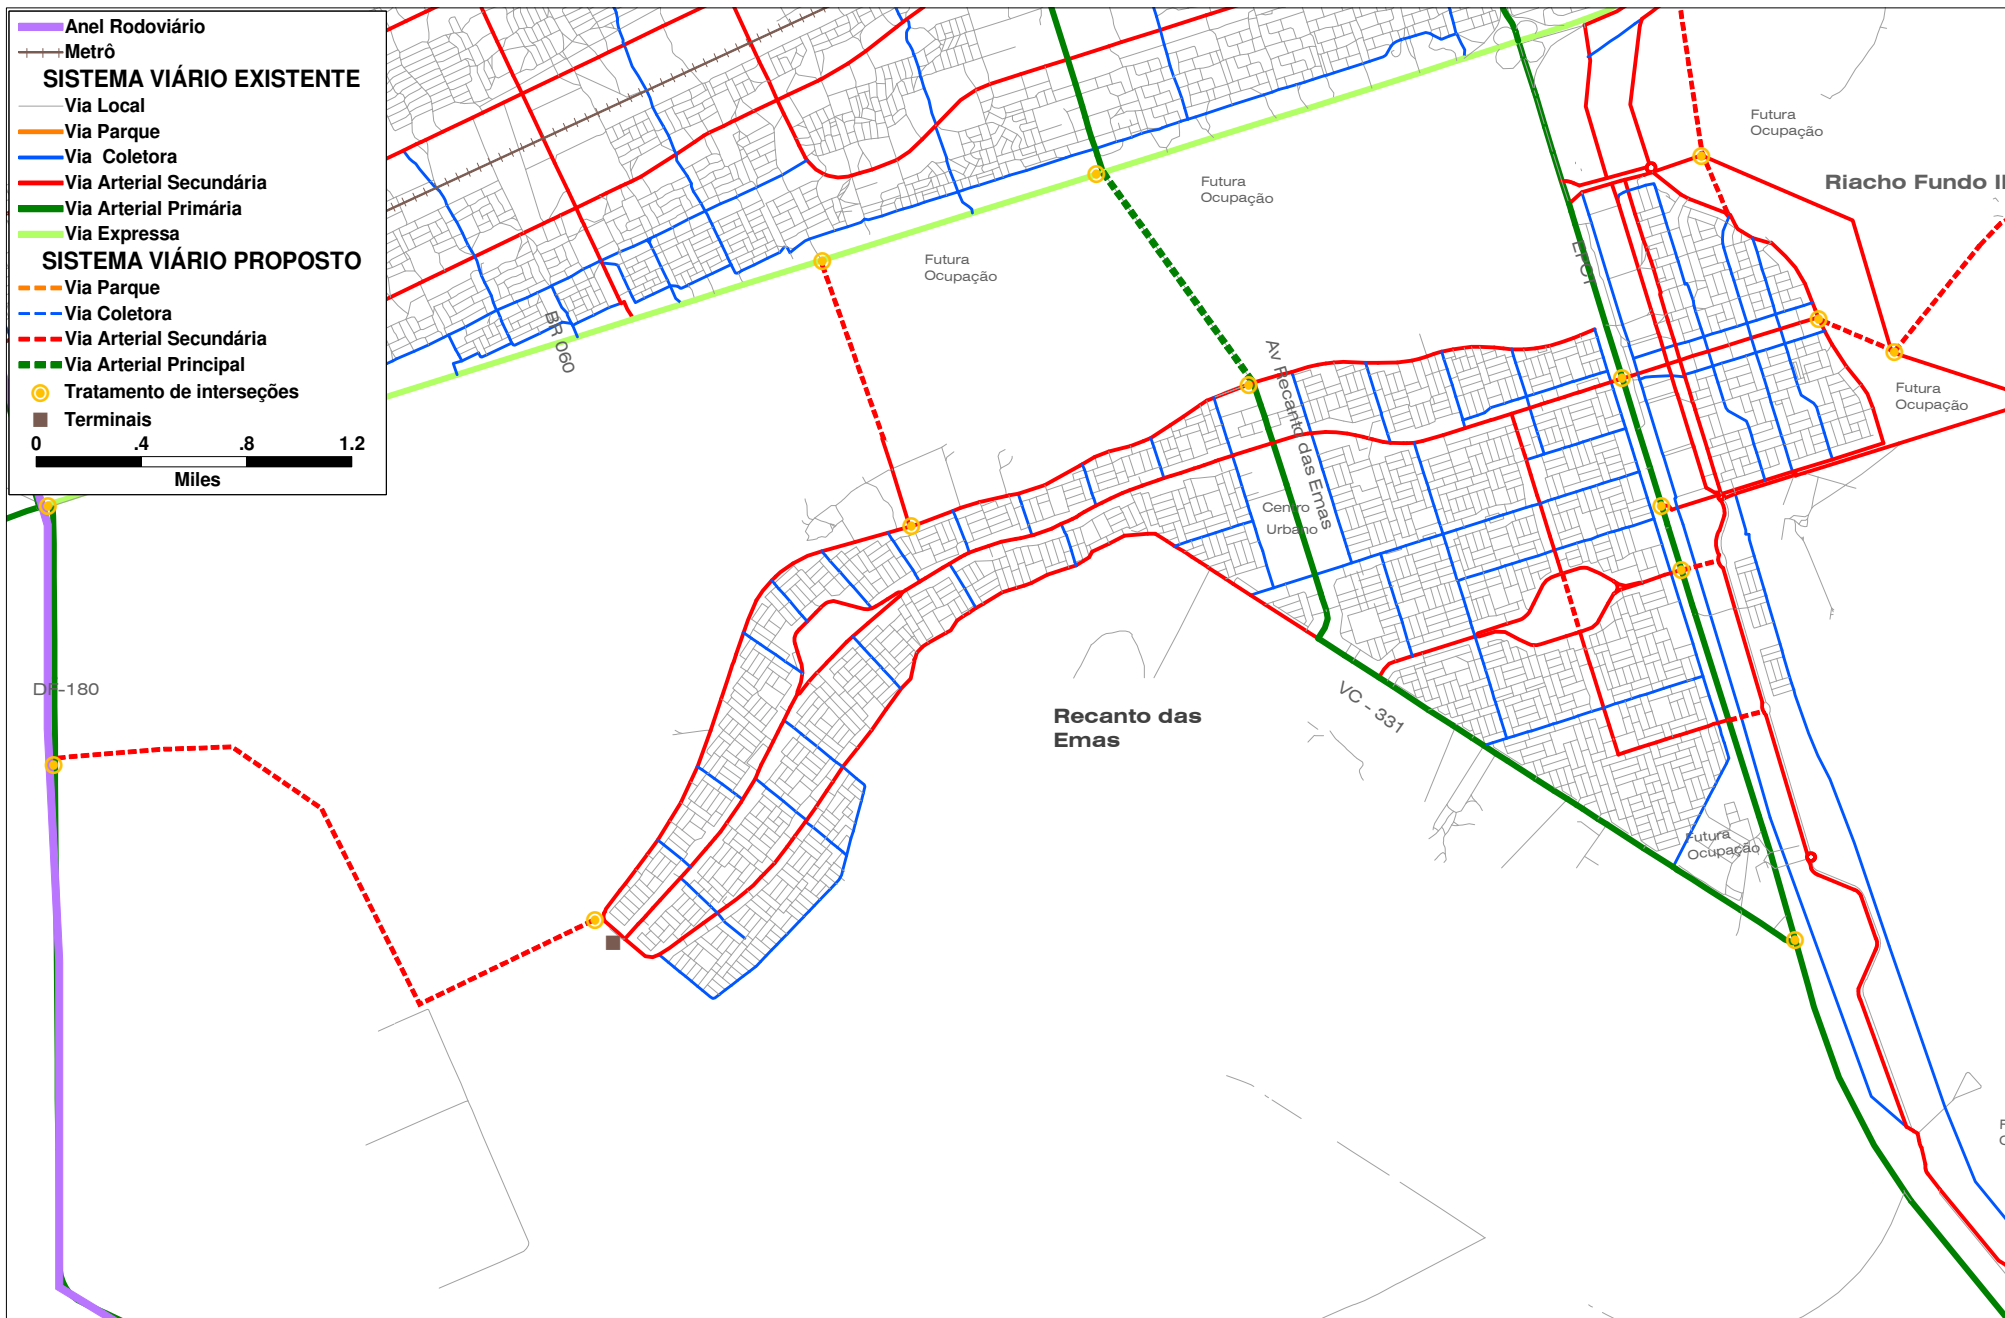 Anel Rodoviário
Metrô
SISTEMA VIÁRIO EXISTENTE
Via Local
Via Parque
Via Coletora
Via Arterial Secundária
Via Arterial Primária
Via Expressa
SISTEMA VIÁRIO PROPOSTO
Via Parque
Via Coletora
Via Arterial Secundária
Via Arterial Principal
Tratamento de interseções
Terminais
0 .4 .8 1.2
Miles
Futura
Ocupação
Riacho Fundo II
Futura
Ocupação
Futura
Ocupação
BR 060
Av Recanto das Emas
Futura
Ocupação
Centro
Urbano
DF-180
VC - 331
Recanto das
Emas
Futura
Ocupação